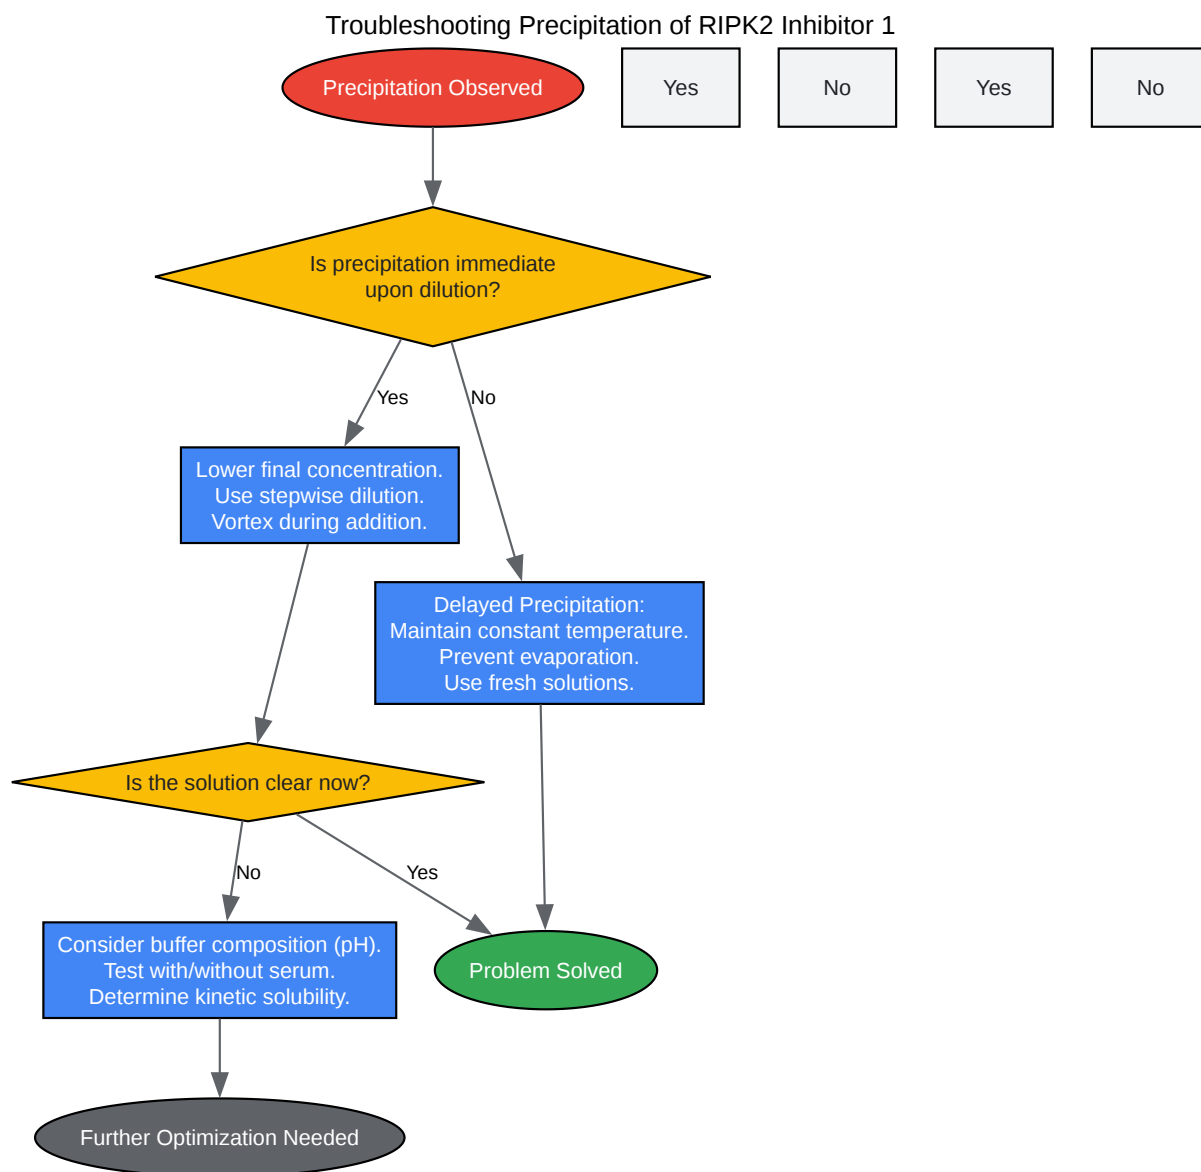 Troubleshooting Precipitation of RIPK2 Inhibitor 1
Precipitation Observed
Yes
No
Yes
No
Is precipitation immediate
upon dilution?
Yes
No
Lower final concentration.
Use stepwise dilution.
Vortex during addition.
Delayed Precipitation:
Maintain constant temperature.
Prevent evaporation.
Use fresh solutions.
Is the solution clear now?
No
Yes
Consider buffer composition (pH).
Test with/without serum.
Determine kinetic solubility.
Problem Solved
Further Optimization Needed